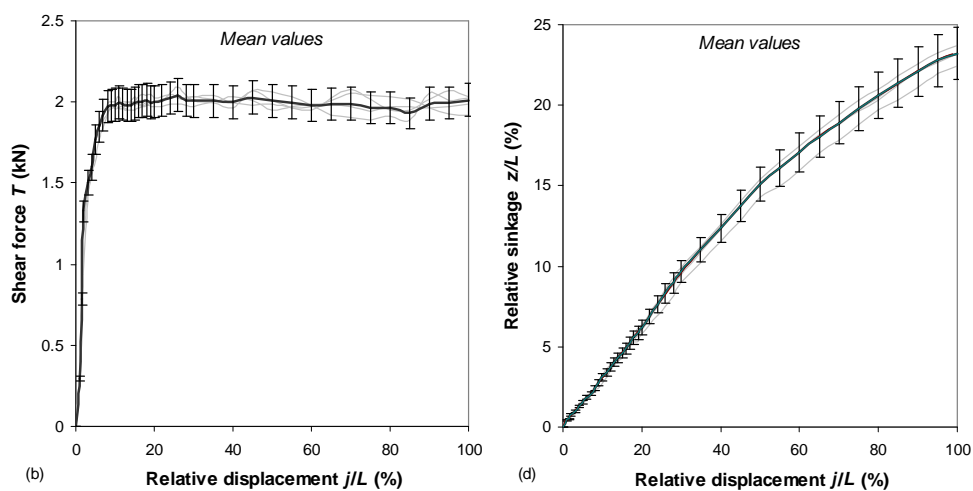 Mean values
2.5
2
1.5
1
0.5
0
Shear force T (kN)
0 20 40 60 80 100
(b) Relative displacement j/L (%)
Mean values
25
20
15
10
5
0
Relative sinkage z/L (%)
0 20 40 60 80 100
(d) Relative displacement j/L (%)